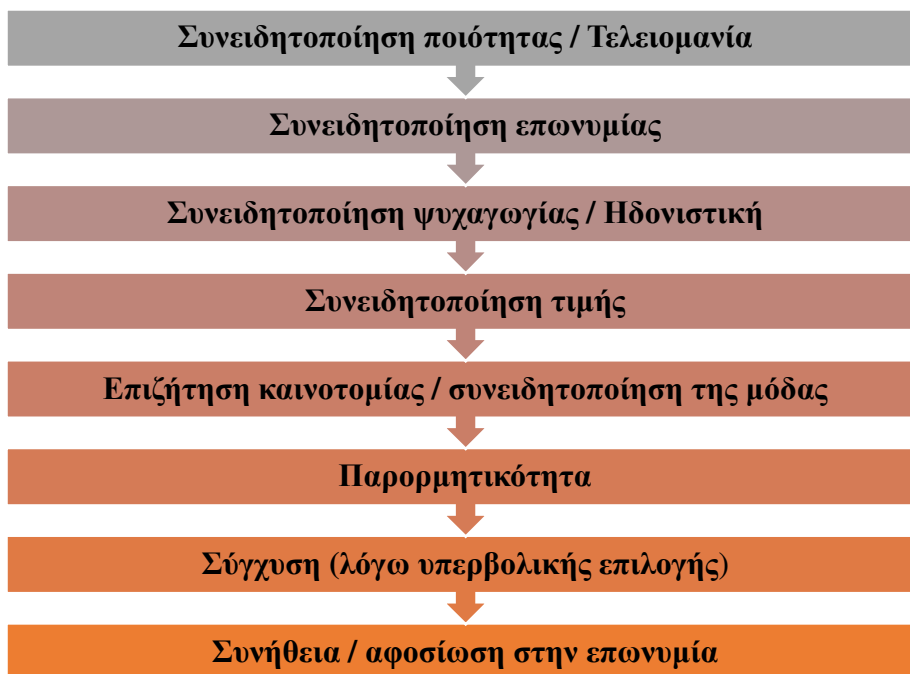 Συνειδητοποίηση ποιότητας / Τελειομανία
Συνειδητοποίηση επωνυμίας
Συνειδητοποίηση ψυχαγωγίας / Ηδονιστική
Συνειδητοποίηση τιμής
Επιζήτηση καινοτομίας / συνειδητοποίηση της μόδας
Παρορμητικότητα
Σύγχυση (λόγω υπερβολικής επιλογής)
Συνήθεια / αφοσίωση στην επωνυμία